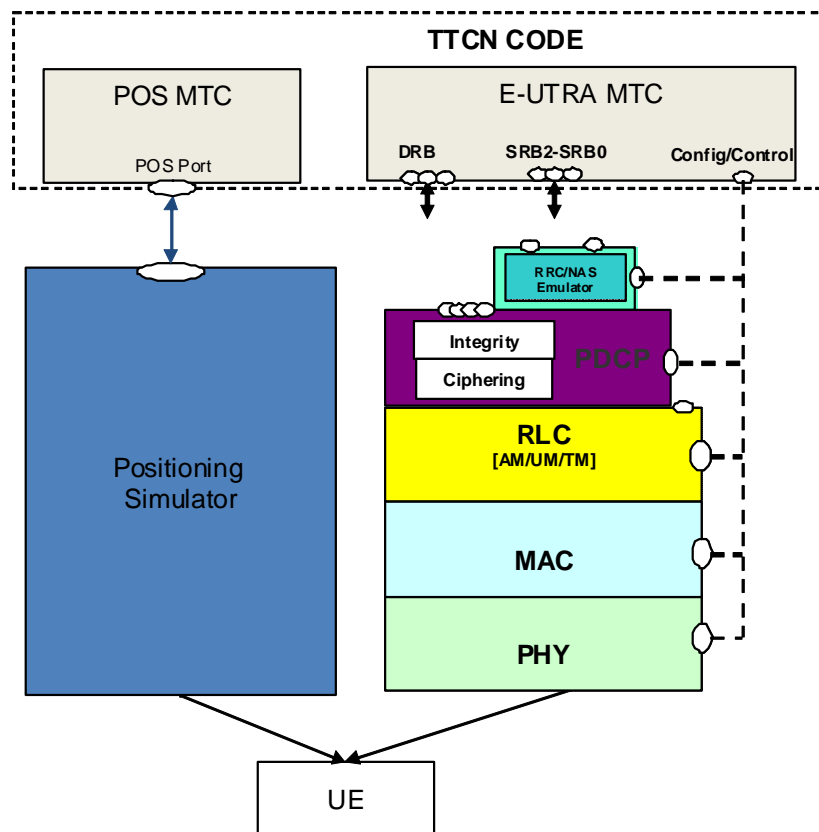 TTCN CODE
POS MTC
E-UTRA MTC
DRB
SRB2-SRB0
Config/Control
POS Port
RRC/NAS
Emulator
Integrity
PDCP
Ciphering
RLC
[AM/UM/TM]
Positioning
Simulator
MAC
PHY
UE